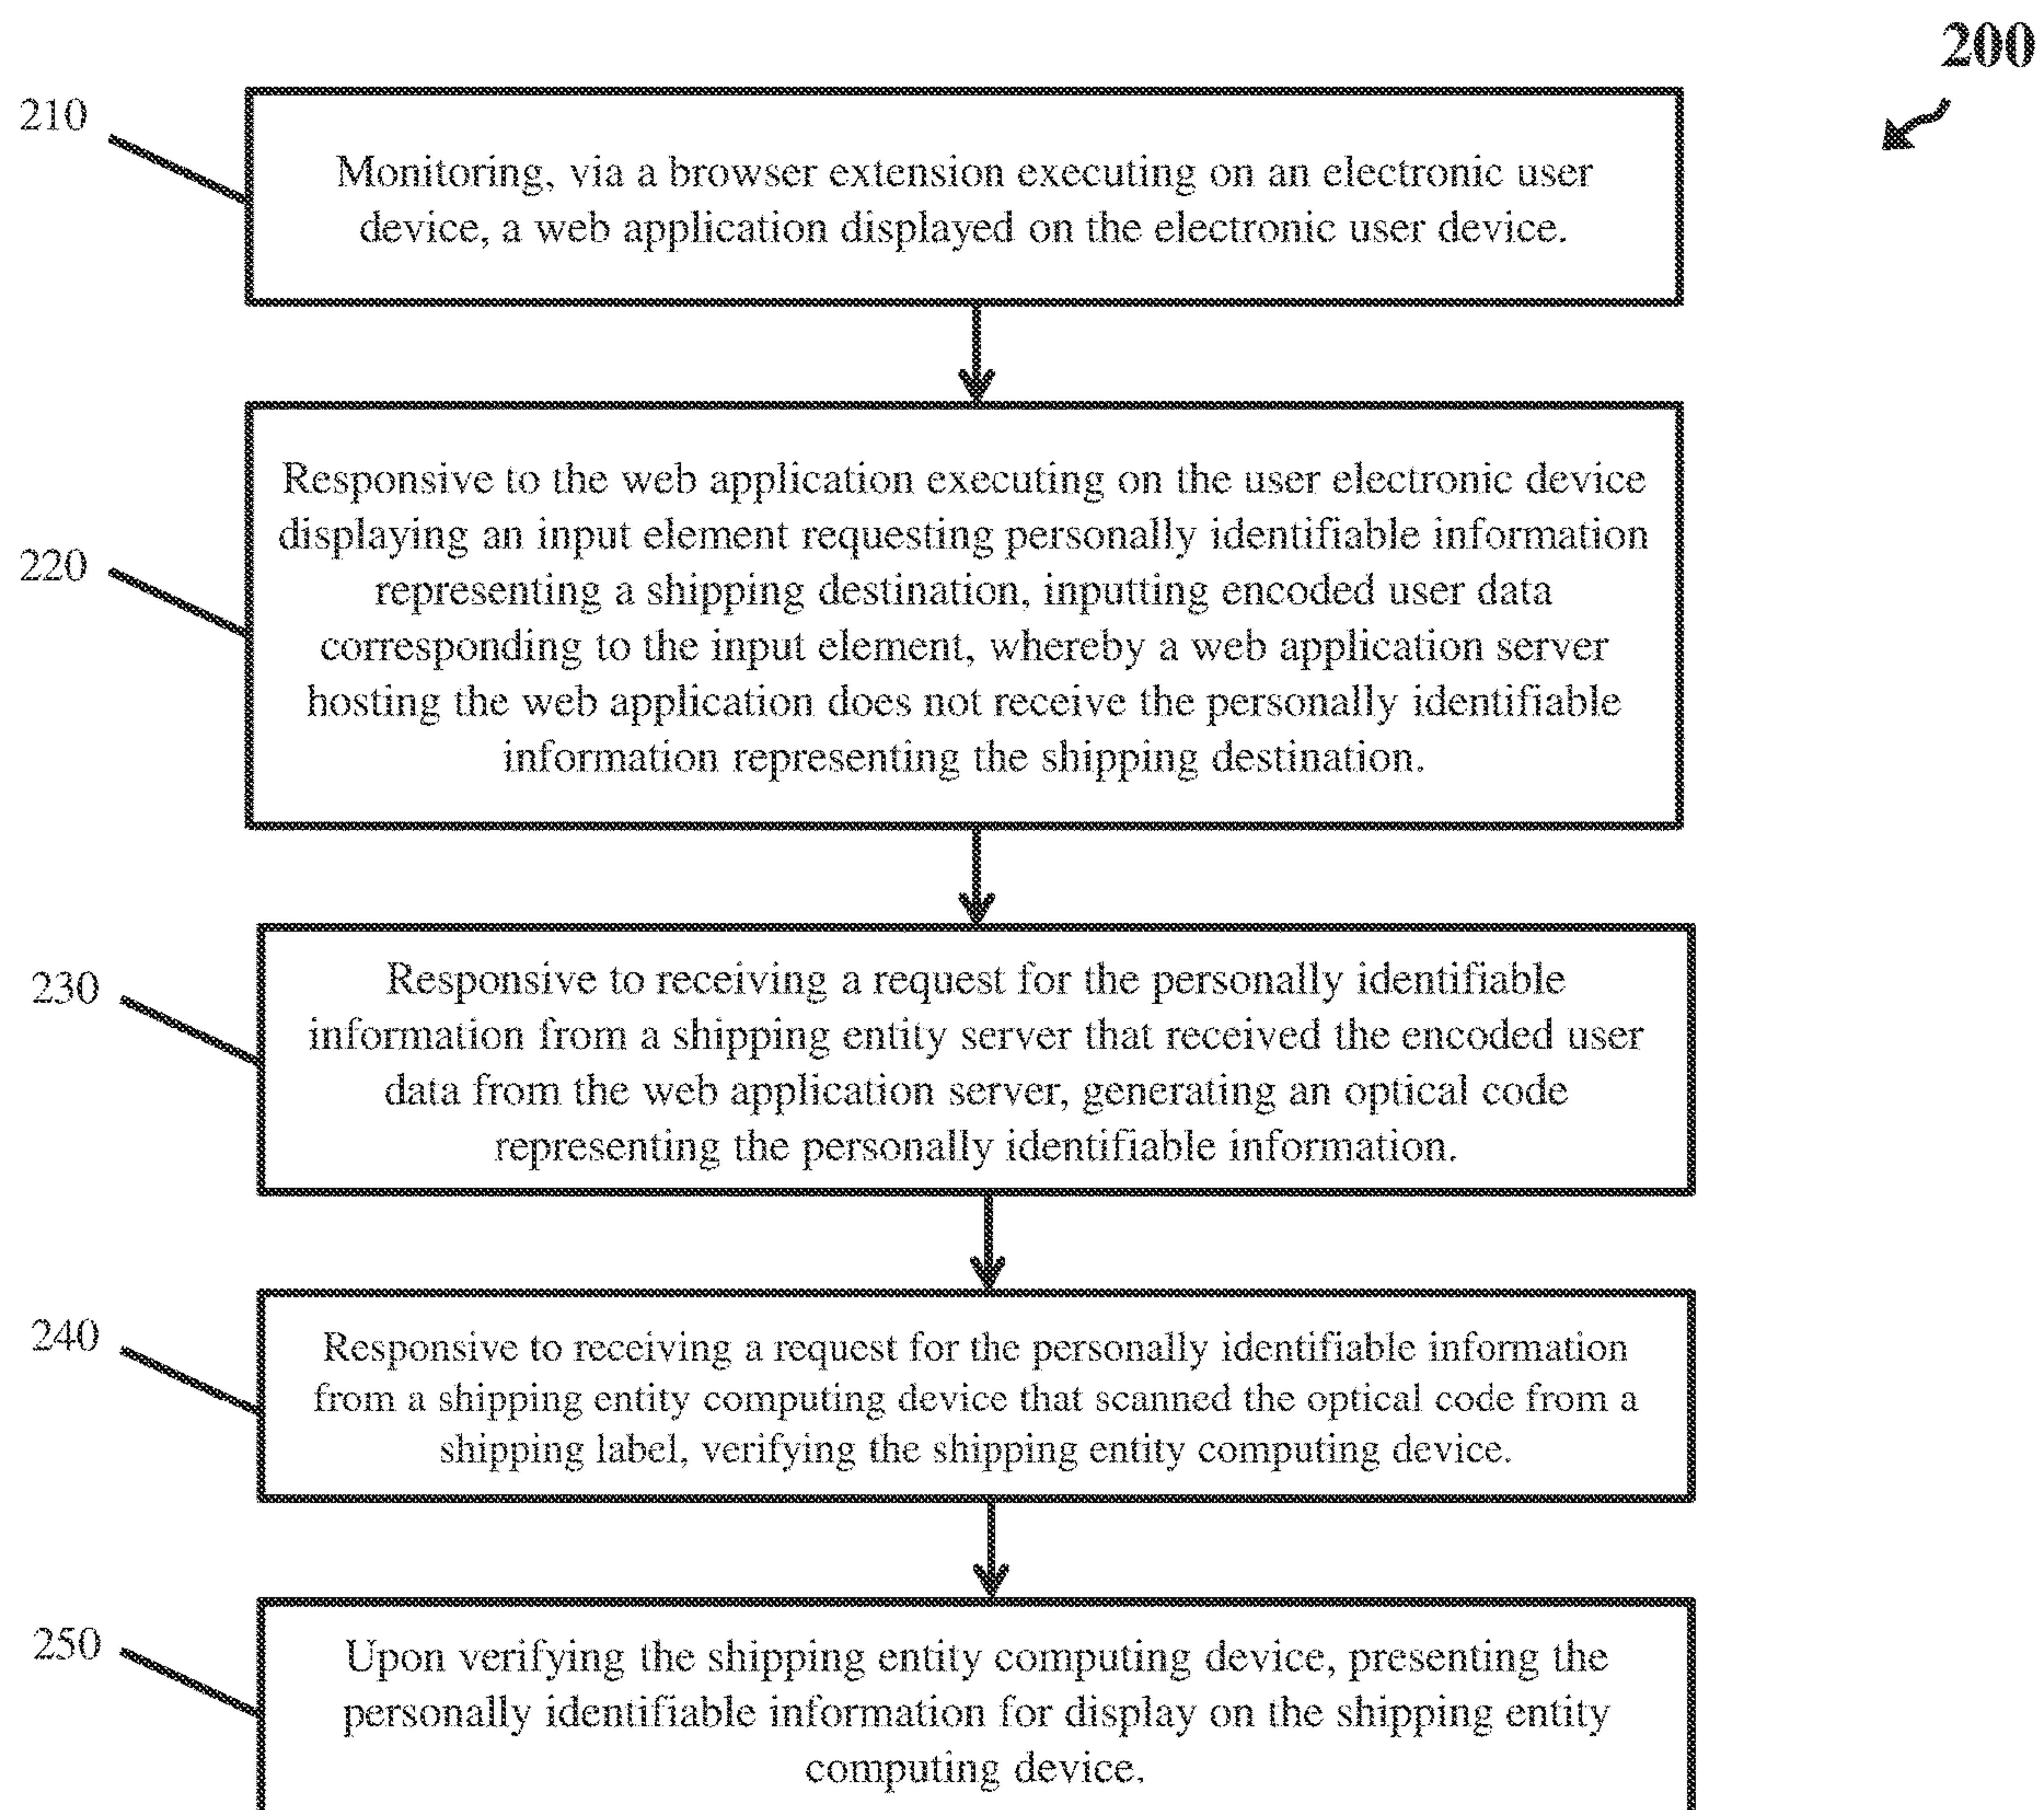 200
210
Monitoring, via a browser extension executing on an electronic user
device, a web application displayed on the electronic user device.
220
Responsive to the web application executing on the user electronic device
displaying an input element requesting personally identifiable information
representing a shipping destination, inputting encoded user data
corresponding to the input element, whereby a web application server
hosting the web application does not receive the personally identifiable
information representing the shipping destination.
230
Responsive to receiving a request for the personally identifiable
information from a shipping entity server that received the encoded user
data from the web application server, generating an optical code
representing the personally identifiable information.
240
Responsive to receiving a request for the personally identifiable information
from a shipping entity computing device that scanned the optical code from a
shipping label, verifying the shipping entity computing device.
250
Upon verifying the shipping entity computing device, presenting the
personally identifiable information for display on the shipping entity
computing device.